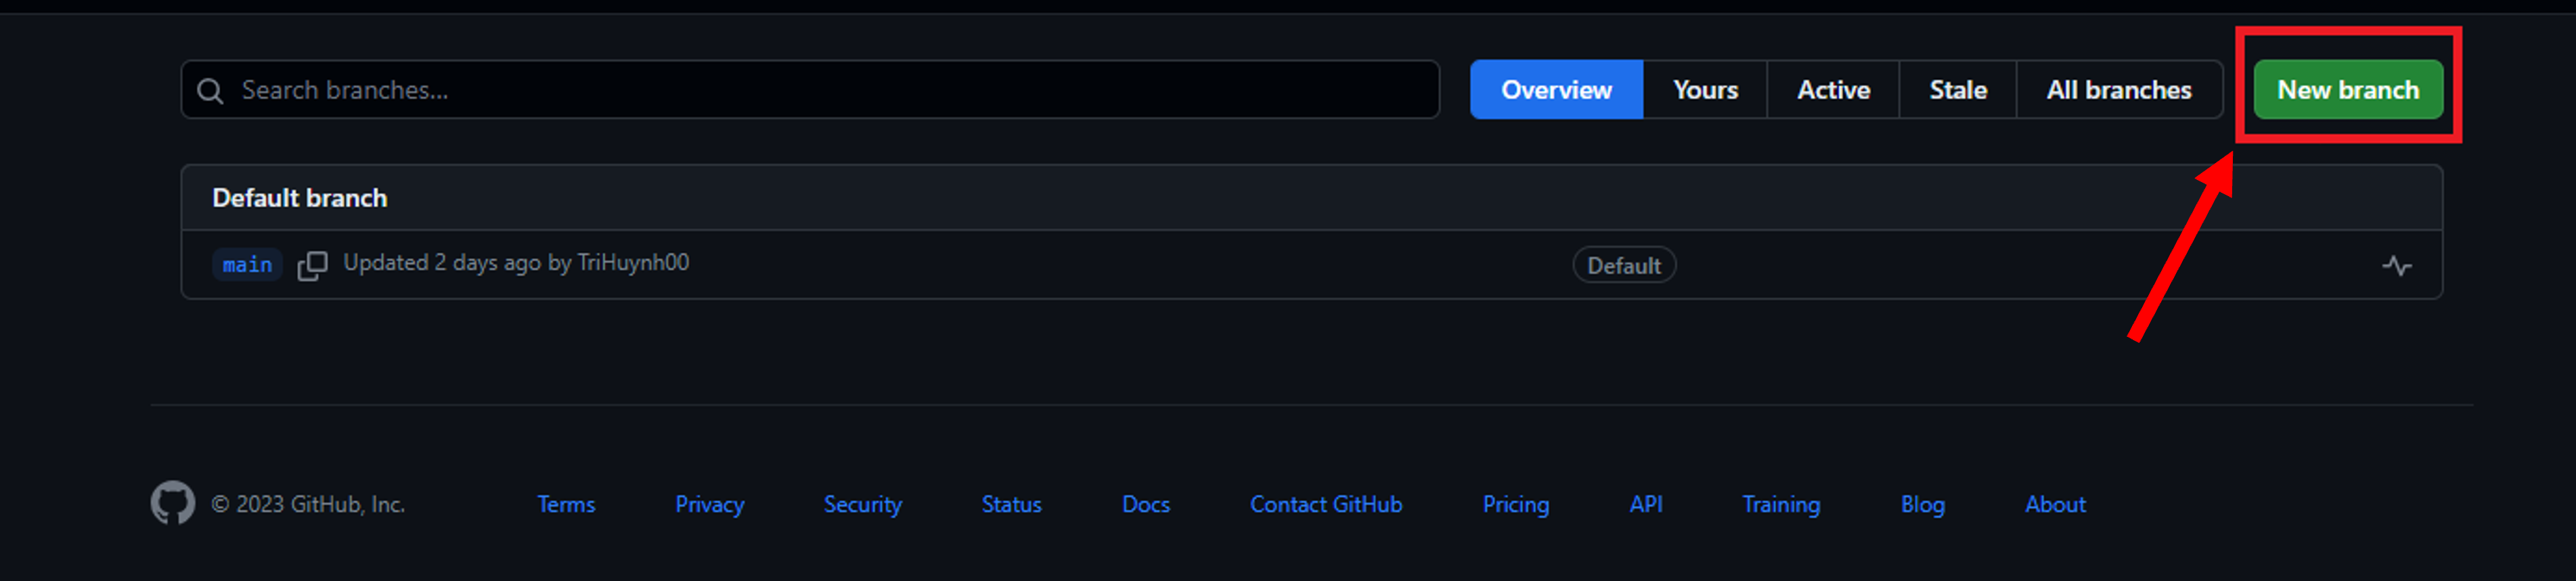 Search branches... Overview Yours Active Stale All branches New branch
Default branch
main Updated 2 days ago by TriHuynh00 Default
© 2023 GitHub, Inc. Terms Privacy Security Status Docs Contact GitHub Pricing API Training Blog About